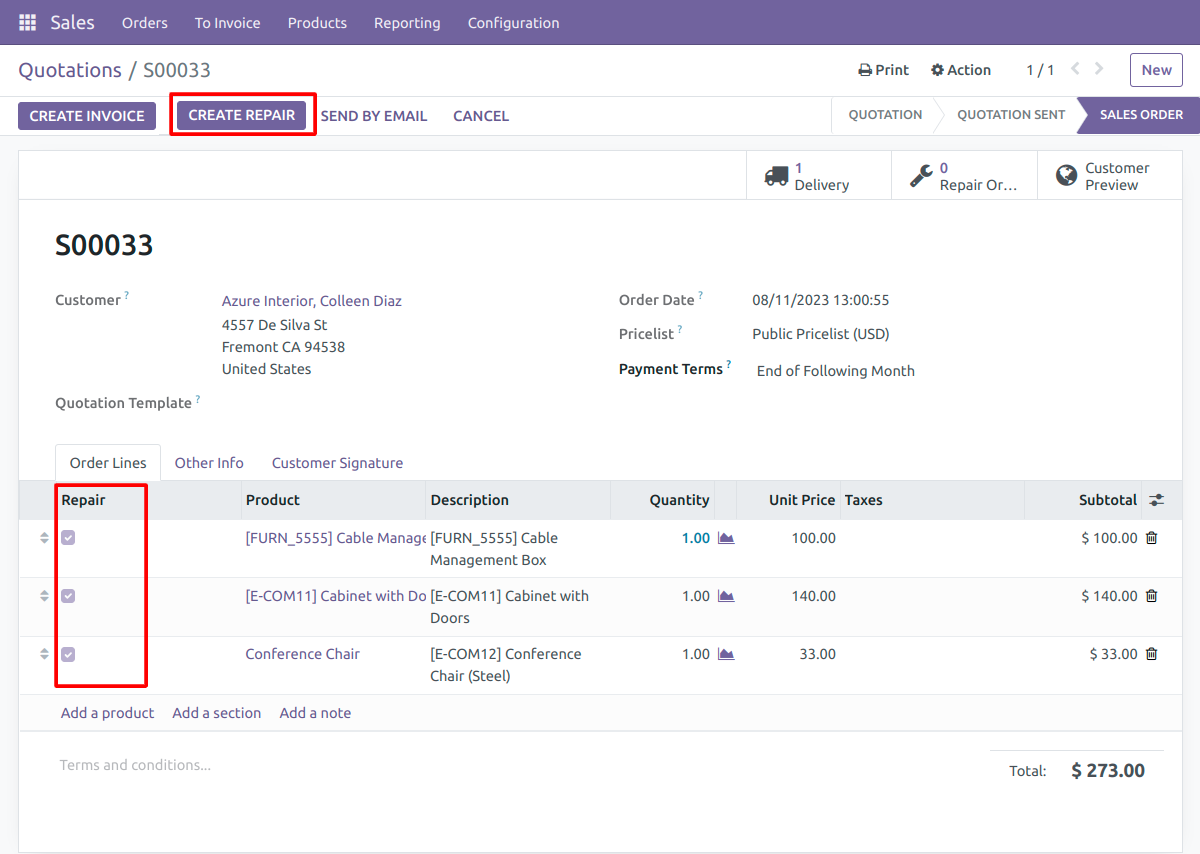 Sales Orders To Invoice Products Reporting Configuration
Quotations / S00033 Print Action 1 / 1 New
CREATE INVOICE CREATE REPAIR SEND BY EMAIL CANCEL QUOTATION QUOTATION SENT SALES ORDER
1 Delivery
0 Repair Or...
Customer Preview
S00033
Customer ? Azure Interior, Colleen Diaz
4557 De Silva St
Fremont CA 94538
United States
Quotation Template ?
Order Date ? 08/11/2023 13:00:55
Pricelist ? Public Pricelist (USD)
Payment Terms ? End of Following Month
Order Lines Other Info Customer Signature
Repair Product Description Quantity Unit Price Taxes Subtotal
[FURN_5555] Cable Manage [FURN_5555] Cable 1.00 100.00 $ 100.00
Management Box
[E-COM11] Cabinet with Do [E-COM11] Cabinet with 1.00 140.00 $ 140.00
Doors
Conference Chair [E-COM12] Conference 1.00 33.00 $ 33.00
Chair (Steel)
Add a product Add a section Add a note
Terms and conditions...
Total: $ 273.00